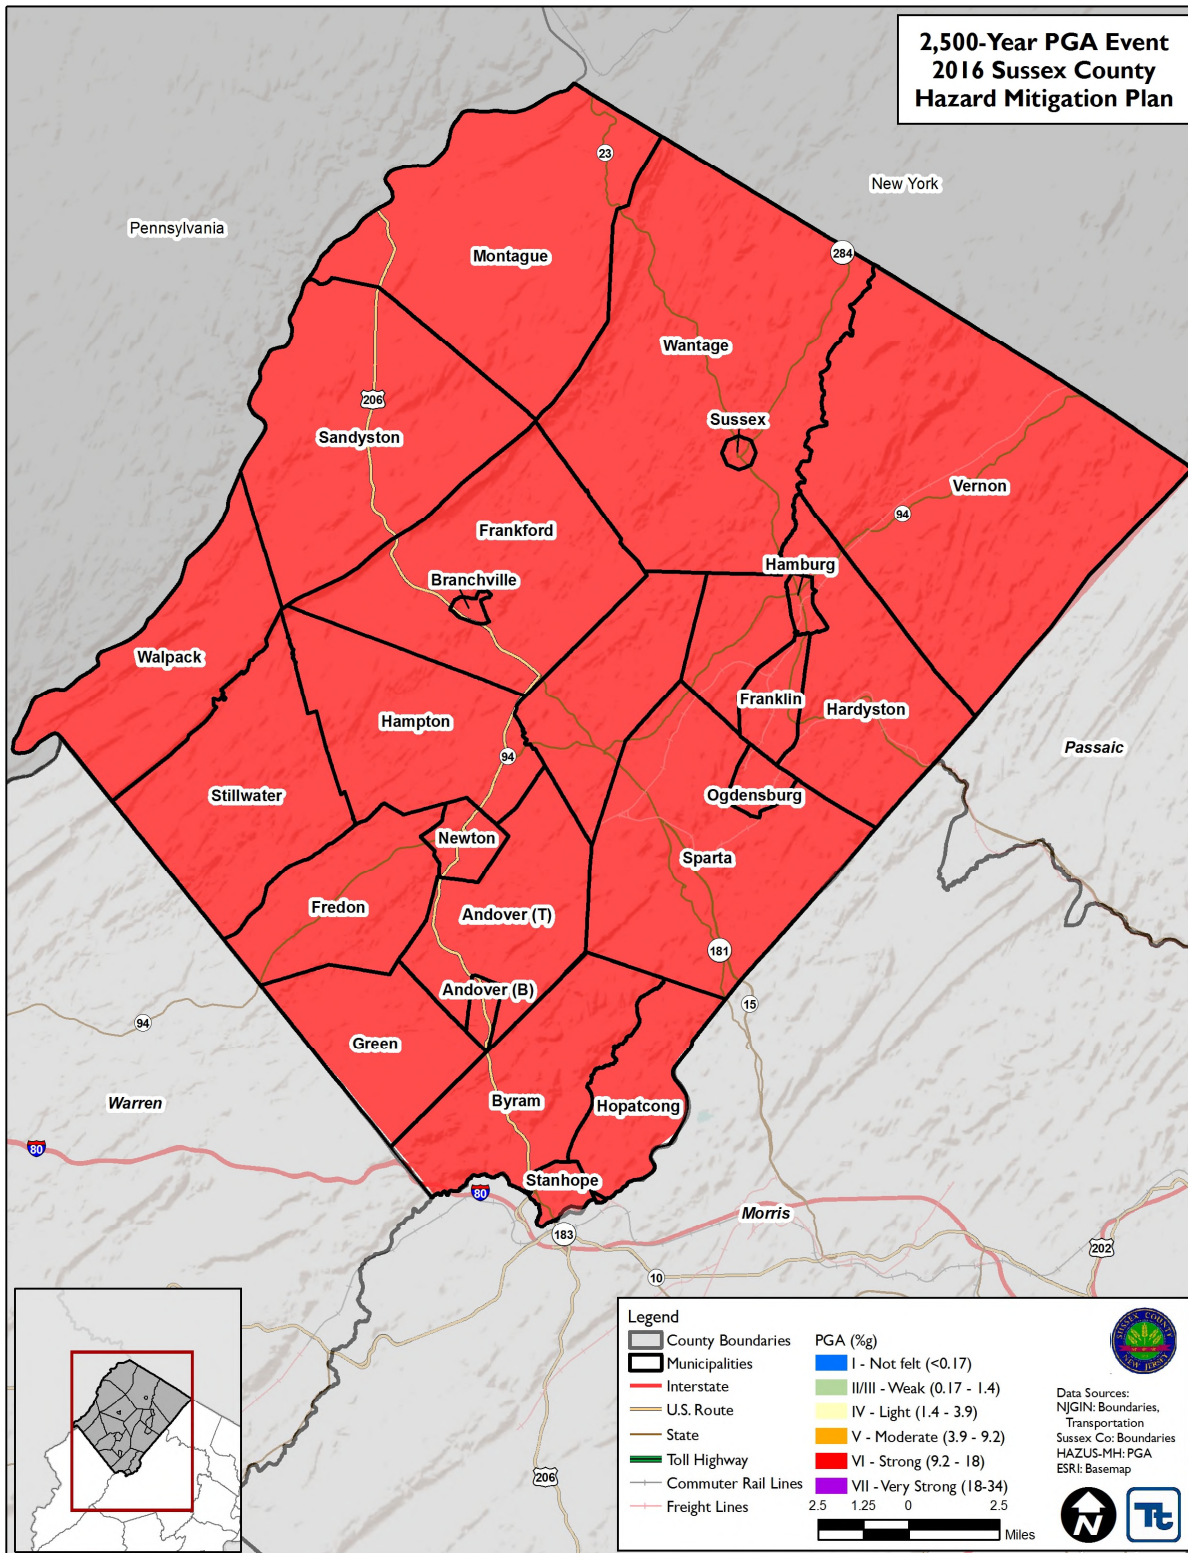 2,500-Year PGA Event
2016 Sussex County
Hazard Mitigation Plan
New York
Pennsylvania
23
284
Montague
Wantage
206
Sussex
Sandyston
Vernon
94
Frankford
Hamburg
Branchville
Walpack
Franklin
Hardyston
Hampton
Passaic
94
Stillwater
Ogdensburg
Newton
Sparta
Fredon
Andover (T)
181
Andover (B)
15
94
Green
Warren
Byram
Hopatcong
80
Stanhope
80
Morris
183
202
10
206
Legend
County Boundaries
Municipalities
Interstate
U.S. Route
State
Toll Highway
Commuter Rail Lines
Freight Lines
PGA (%g)
I - Not felt (<0.17)
II/III - Weak (0.17 - 1.4)
IV - Light (1.4 - 3.9)
V - Moderate (3.9 - 9.2)
VI - Strong (9.2 - 18)
VII - Very Strong (18-34)
2.5 1.25 0 2.5
Miles
SUSSEX COUNTY
NEW JERSEY
Data Sources:
NJGIN: Boundaries,
Transportation
Sussex Co: Boundaries
HAZUS-MH: PGA
ESRI: Basemap
N
Tt